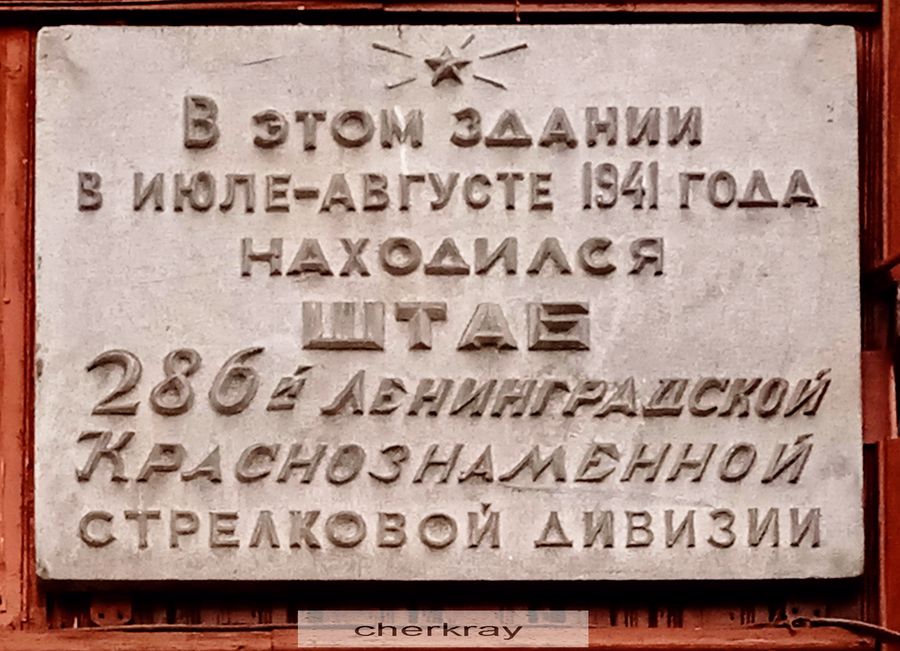 В ЭТОМ ЗДАНИИ
В ИЮЛЕ-АВГУСТЕ 1941 ГОДА
НАХОДИЛСЯ
ШТАБ
286й ЛЕНИНГРАДСКОЙ
КРАСНОЗНАМЕННОЙ
СТРЕЛКОВОЙ ДИВИЗИИ
cherkray